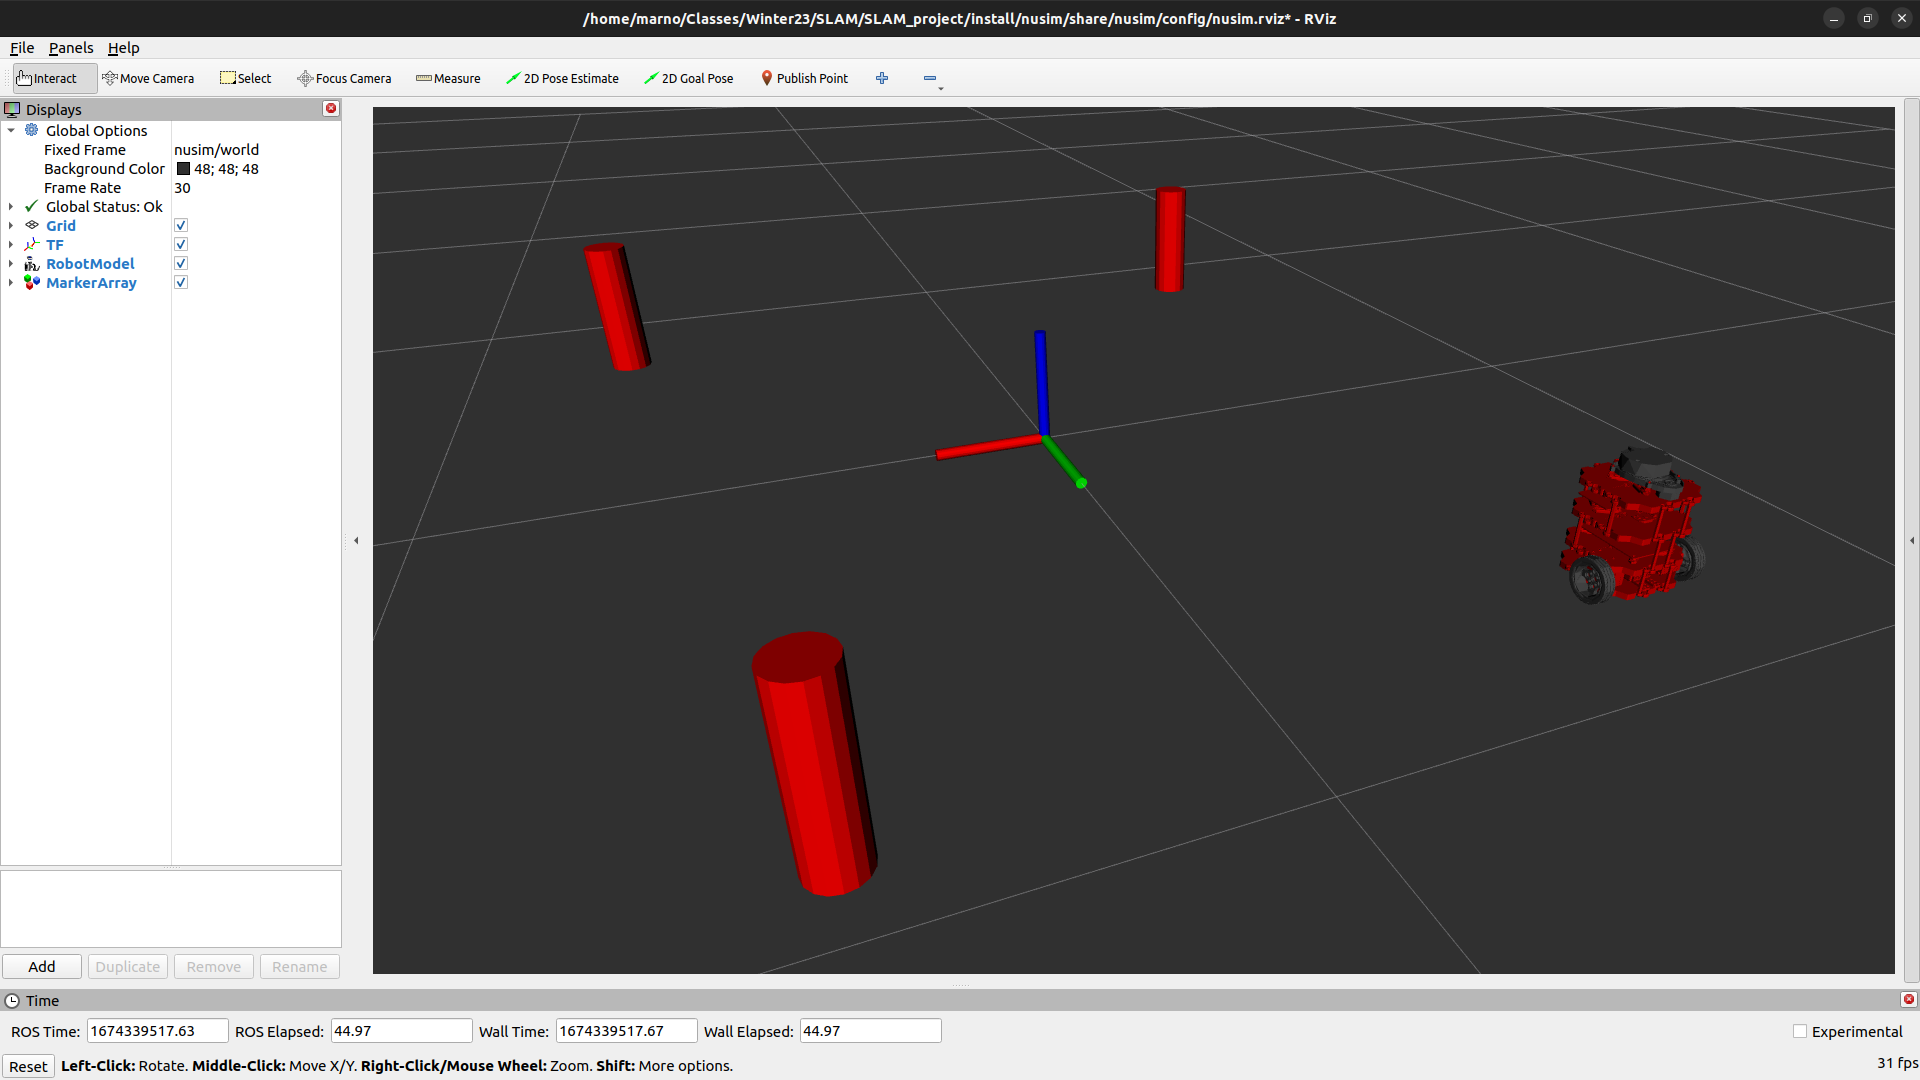 /home/marno/Classes/Winter23/SLAM/SLAM_project/install/nusim/share/nusim/config/nusim.rviz* - RViz
File Panels Help
Interact Move Camera Select Focus Camera Measure 2D Pose Estimate 2D Goal Pose Publish Point
Displays
Global Options
Fixed Frame nusim/world
Background Color 48; 48; 48
Frame Rate 30
Global Status: Ok
Grid
TF
RobotModel
MarkerArray
Add Duplicate Remove Rename
Time
ROS Time: 1674339517.63 ROS Elapsed: 44.97 Wall Time: 1674339517.67 Wall Elapsed: 44.97 Experimental
Reset Left-Click: Rotate. Middle-Click: Move X/Y. Right-Click/Mouse Wheel: Zoom. Shift: More options. 31 fps